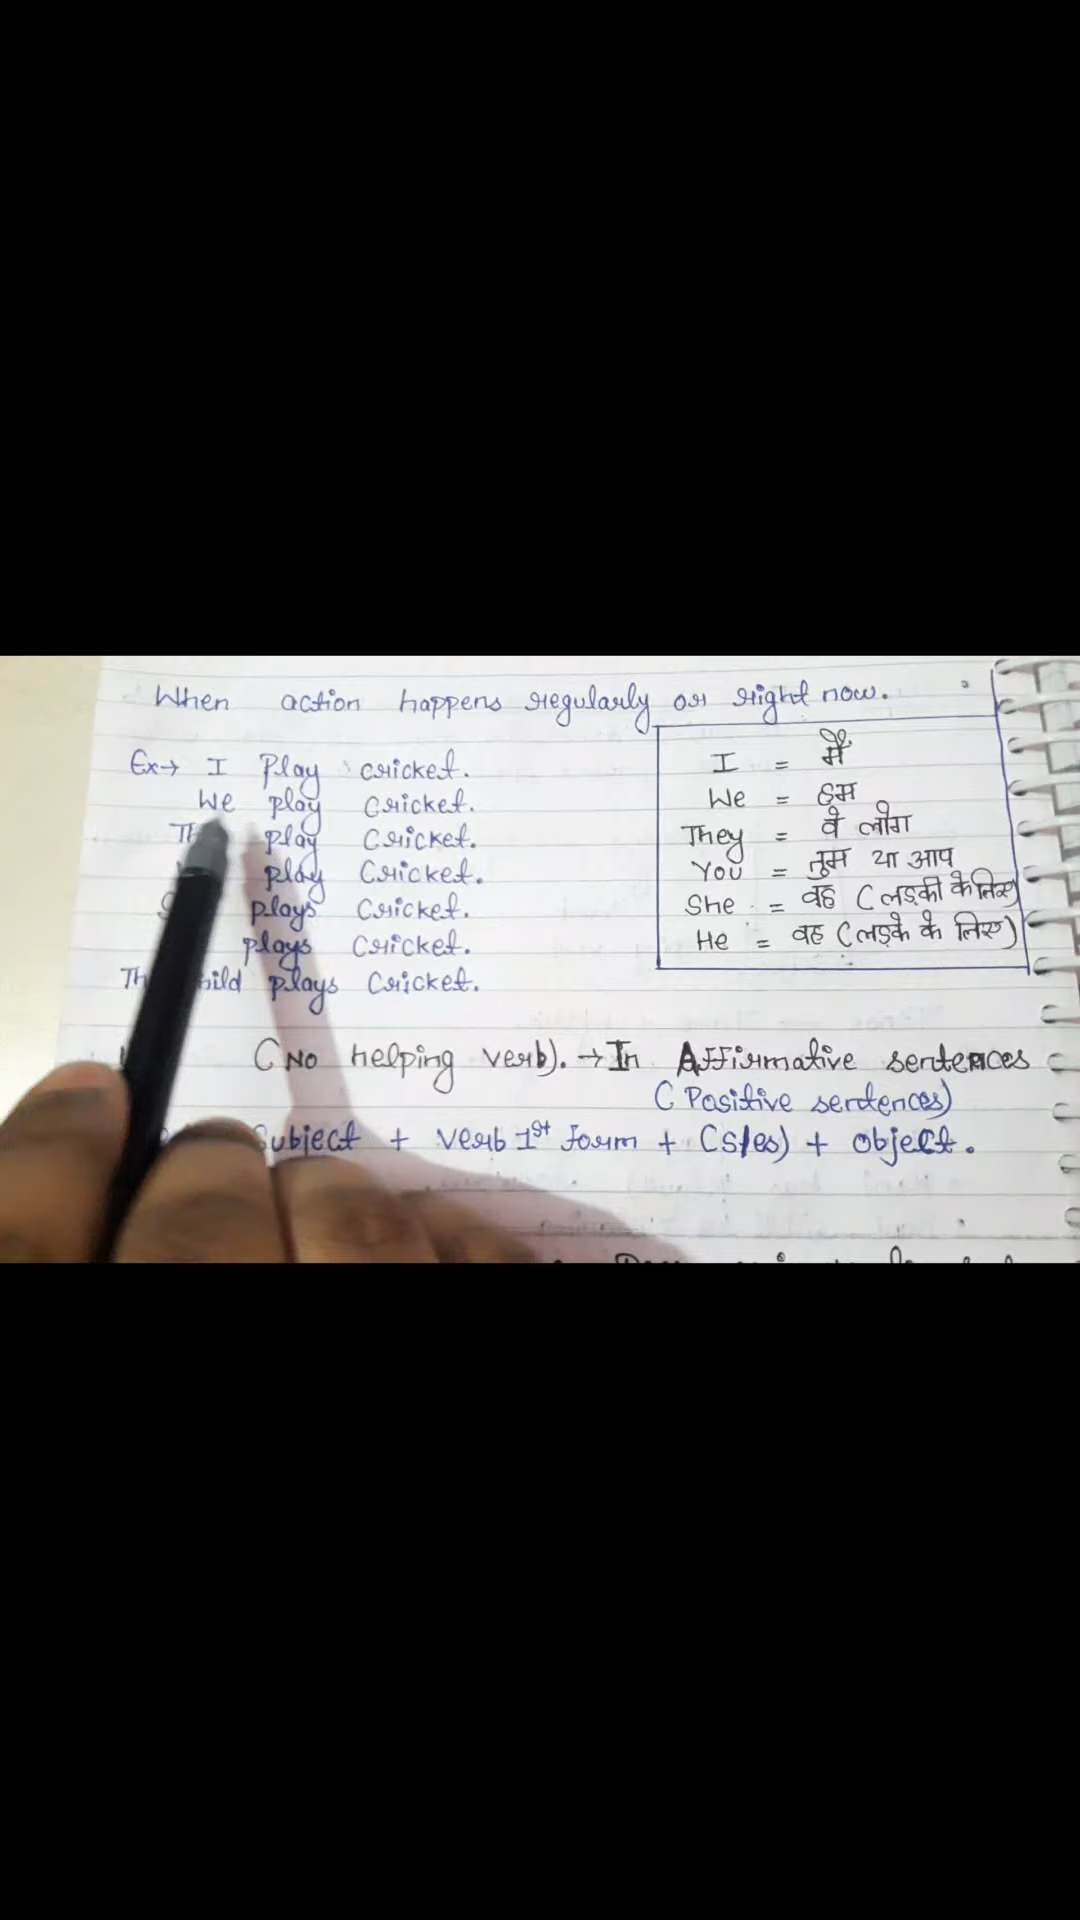 When action happens regularly or right now.
Ex→ I Play cricket.
We play Cricket.
play Cricket.
play Cricket.
plays Cricket.
plays Cricket.
plays Cricket.
I = मैं
We = हम
They = वे लोग
You = तुम या आप
She = वह (लड़की के लिए)
He = वह (लड़के के लिए)
(No helping verb). → In Affirmative sentences
(Positive sentences)
Subject + verb 1st form + (s/es) + object.